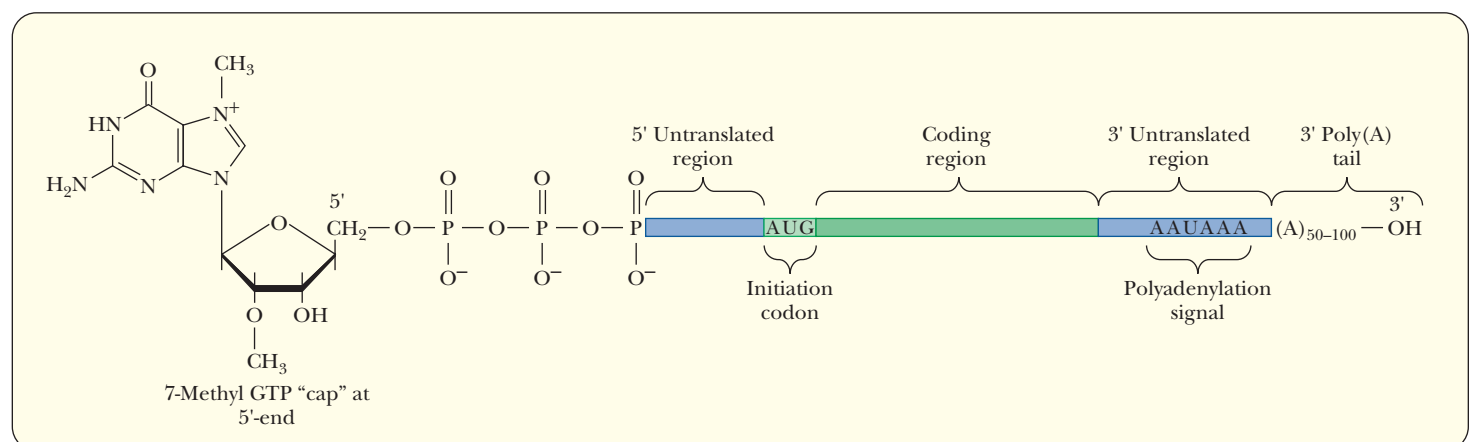 O
CH3
N+
HN
H2N
N
N
5'
O
CH2
O
P
O
O−
O
P
O
O−
O
P
O
O−
O
OH
O
CH3
7-Methyl GTP “cap” at
5'-end
5' Untranslated
region
Coding
region
3' Untranslated
region
3' Poly(A)
tail
AUG
AAUAAA
(A)50–100
3'
OH
Initiation
codon
Polyadenylation
signal